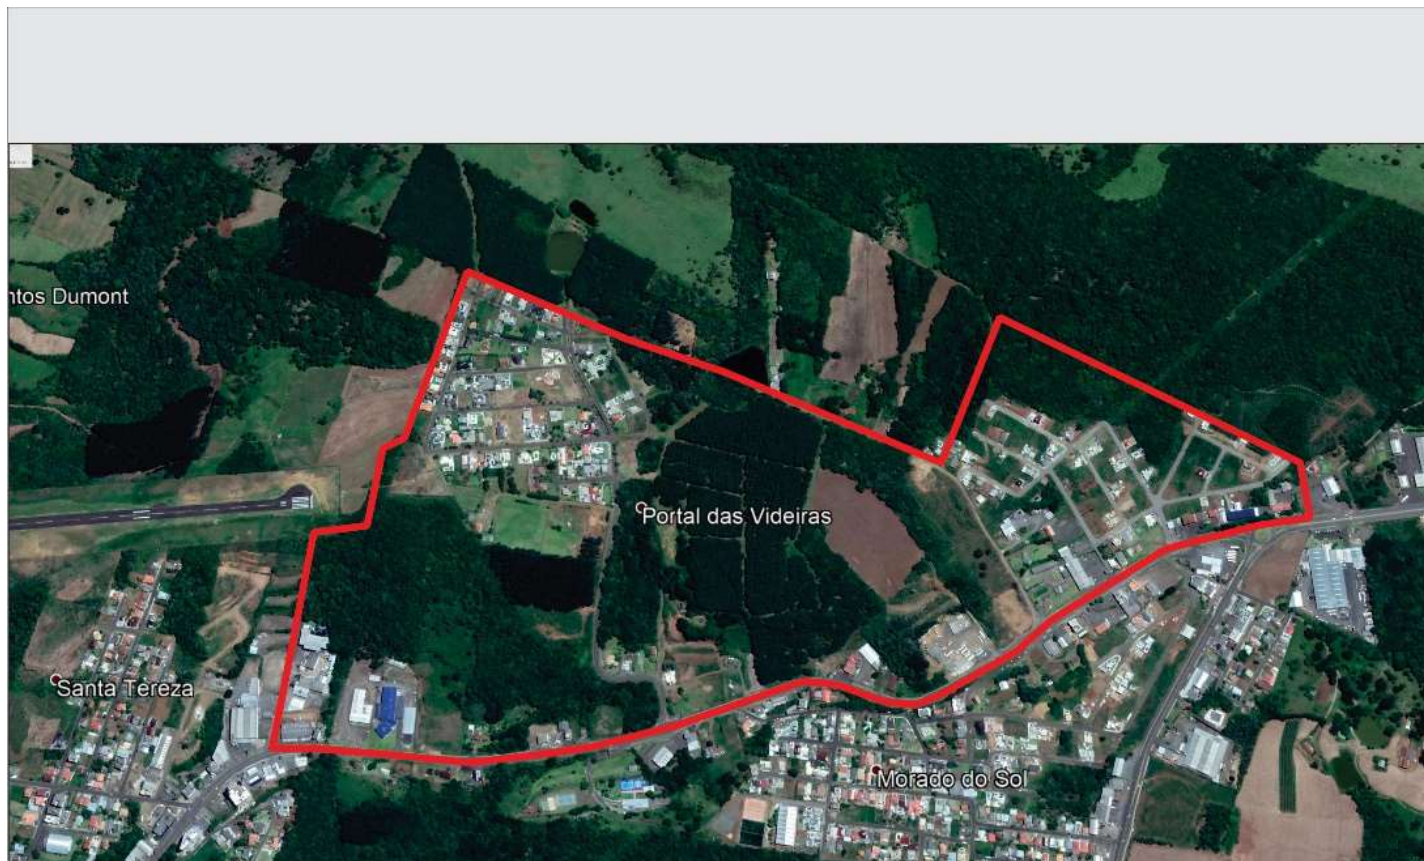 ntos Dumont
Portal das Videiras
Santa Tereza
Morado do Sol